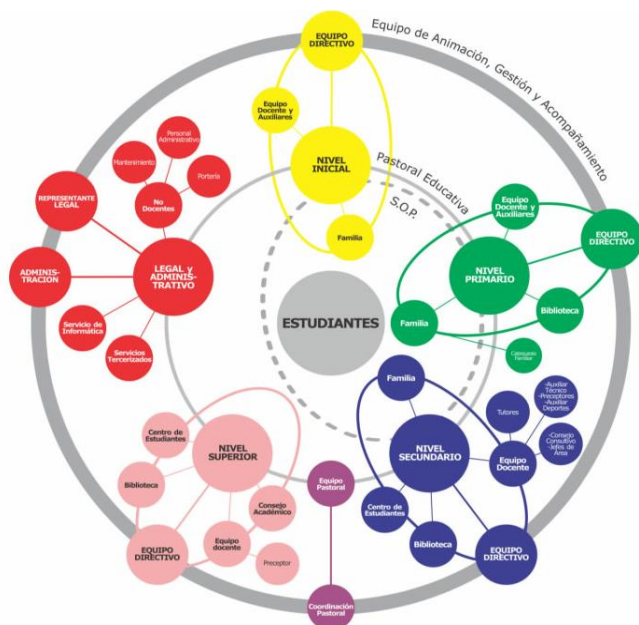 Equipo de Animación, Gestión y Acompañamiento
Pastoral Educativa
S.O.P.
EQUIPO
DIRECTIVO
Equipo
Docente y
Auxiliares
NIVEL
INICIAL
Familia
Personal
Administrativo
Mantenimiento
Portería
No
Docentes
REPRESENTANTE
LEGAL
ADMINIS-
TRACION
LEGAL y
ADMINIS-
TRATIVO
Servicio de
Informática
Servicios
Tercerizados
Equipo
Docente y
Auxiliares
EQUIPO
DIRECTIVO
NIVEL
PRIMARIO
Biblioteca
Familia
Catequesis
Familiar
ESTUDIANTES
Familia
Tutores
-Auxiliar
Técnico
-Preceptores
-Auxiliar
Deportes
-Consejo
Consultivo
-Jefes de
Area
NIVEL
SECUNDARIO
Equipo
Docente
Centro de
Estudiantes
Biblioteca
EQUIPO
DIRECTIVO
Centro de
Estudiantes
NIVEL
SUPERIOR
Biblioteca
Consejo
Académico
Equipo
docente
EQUIPO
DIRECTIVO
Preceptor
Equipo
Pastoral
Coordinación
Pastoral